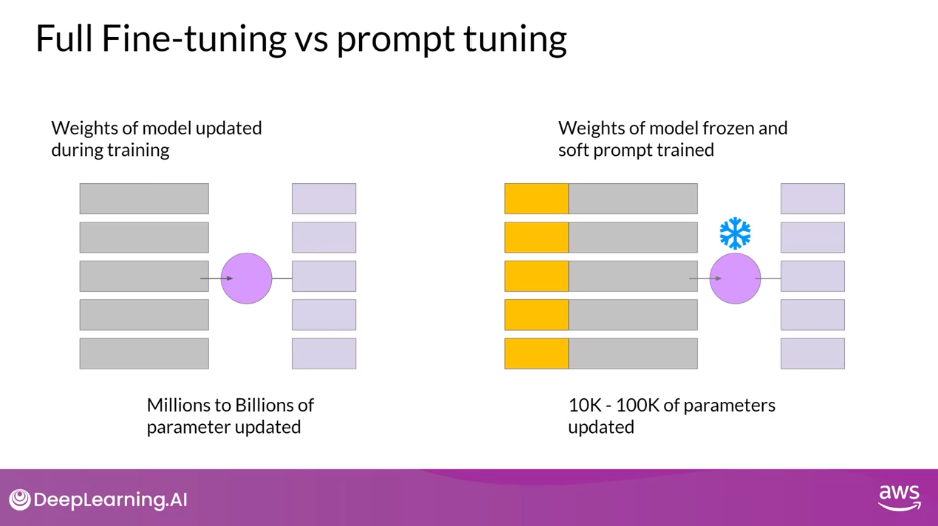 Full Fine-tuning vs prompt tuning
Weights of model updated
during training
Weights of model frozen and
soft prompt trained
Millions to Billions of
parameter updated
10K - 100K of parameters
updated
DeepLearning.AI
aws